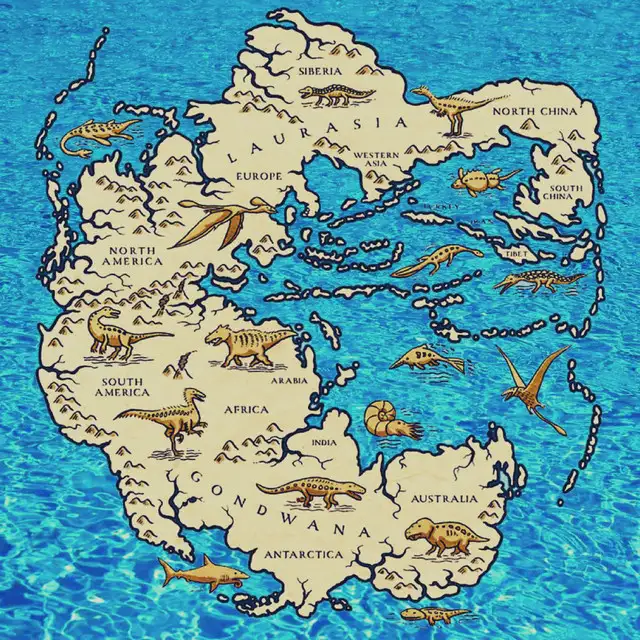 SIBERIA
NORTH CHINA
LAURASIA
WESTERN
ASIA
EUROPE
SOUTH
CHINA
TURKEY
IRAN
TIBET
NORTH
AMERICA
SOUTH
AMERICA
ARABIA
AFRICA
INDIA
GONDWANA
AUSTRALIA
ANTARCTICA